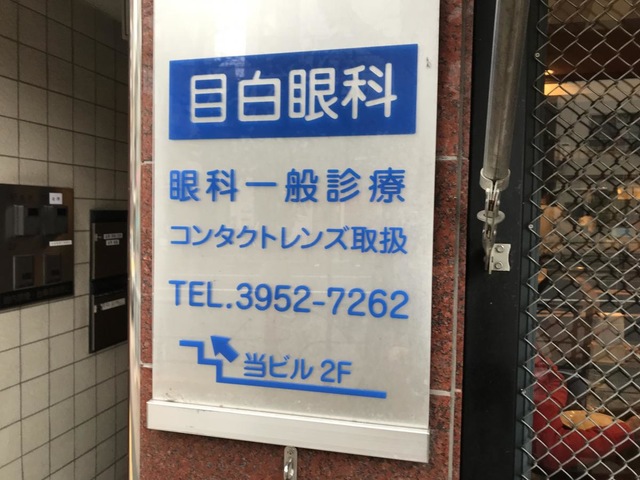 目白眼科
眼科一般診療
コンタクトレンズ取扱
TEL.3952-7262
当ビル 2F